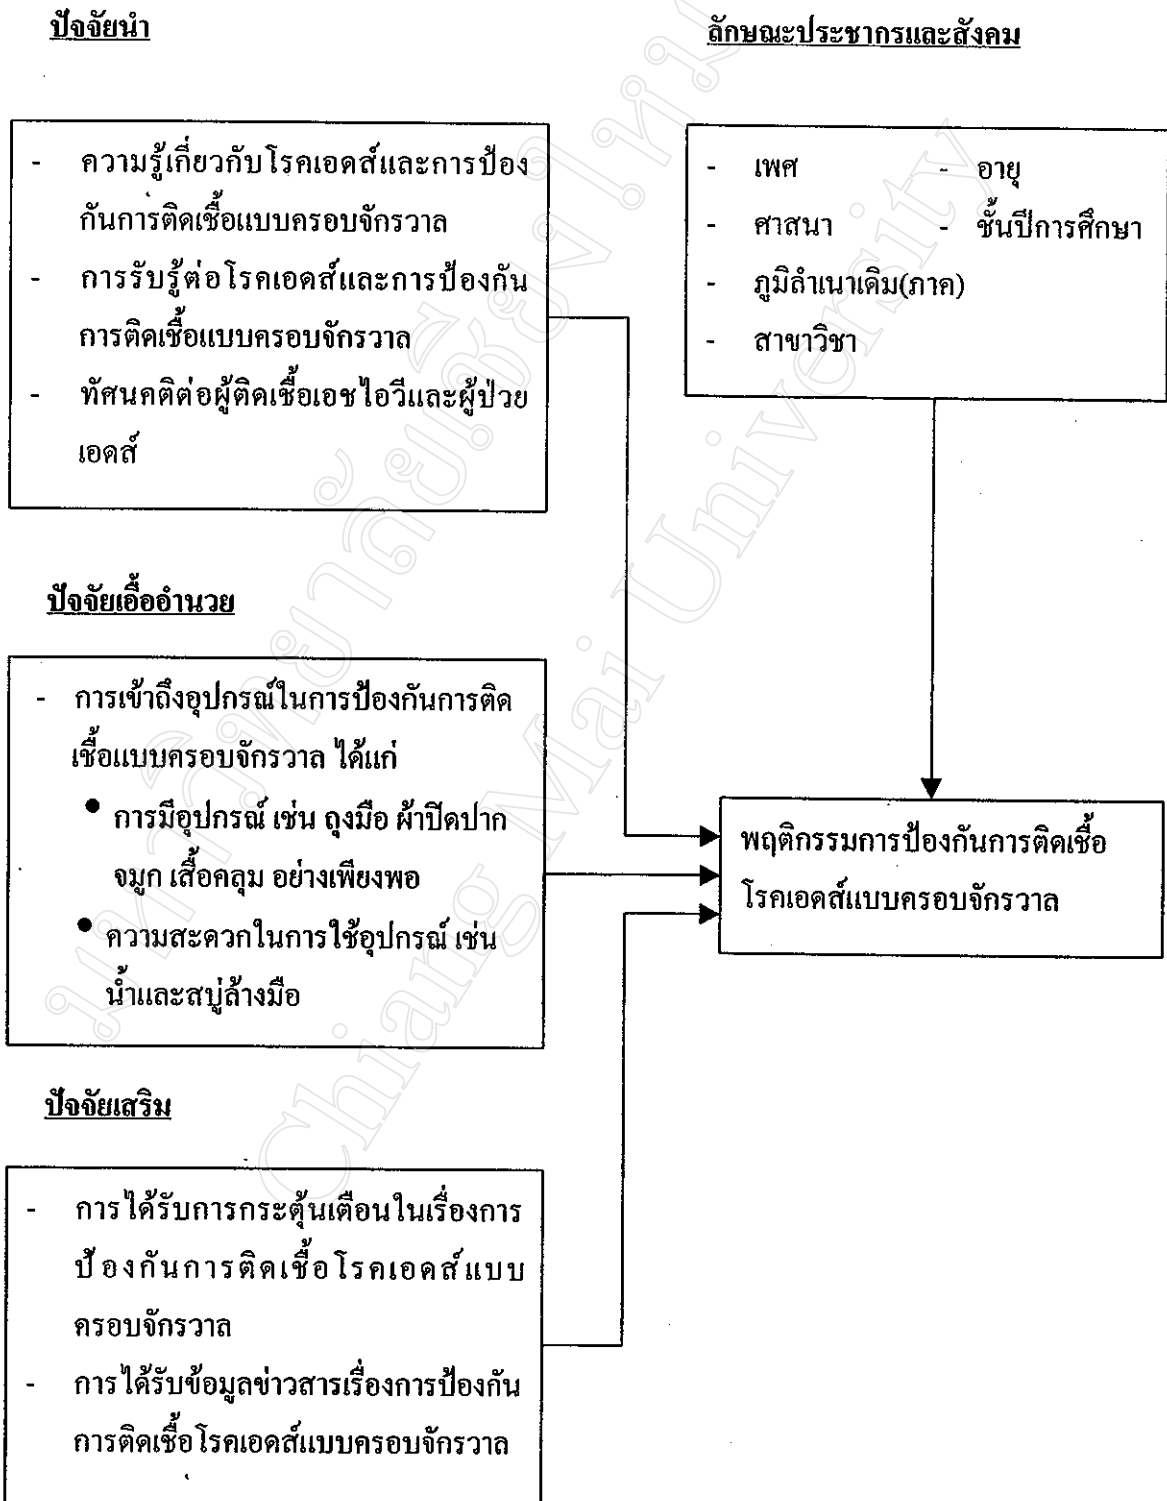 ปัจจัยนำ
- ความรู้เกี่ยวกับโรคเอดส์และการป้อง
กันการติดเชื้อแบบครอบจักรวาล
- การรับรู้ต่อโรคเอดส์และการป้องกัน
การติดเชื้อแบบครอบจักรวาล
- ทัศนคติต่อผู้ติดเชื้อเอชไอวีและผู้ป่วย
เอดส์
ลักษณะประชากรและสังคม
- เพศ - อายุ
- ศาสนา - ชั้นปีการศึกษา
- ภูมิลำเนาเดิม(ภาค)
- สาขาวิชา
ปัจจัยเอื้ออำนวย
- การเข้าถึงอุปกรณ์ในการป้องกันการติด
เชื้อแบบครอบจักรวาล ได้แก่
• การมีอุปกรณ์ เช่น ถุงมือ ผ้าปิดปาก
จมูก เสื้อคลุม อย่างเพียงพอ
• ความสะดวกในการใช้อุปกรณ์ เช่น
น้ำและสบู่ล้างมือ
พฤติกรรมการป้องกันการติดเชื้อ
โรคเอดส์แบบครอบจักรวาล
ปัจจัยเสริม
- การได้รับการกระตุ้นเตือนในเรื่องการ
ป้องกันการติดเชื้อโรคเอดส์แบบ
ครอบจักรวาล
- การได้รับข้อมูลข่าวสารเรื่องการป้องกัน
การติดเชื้อโรคเอดส์แบบครอบจักรวาล
มหาวิทยาลัยเชียงใหม่
Chiang Mai University